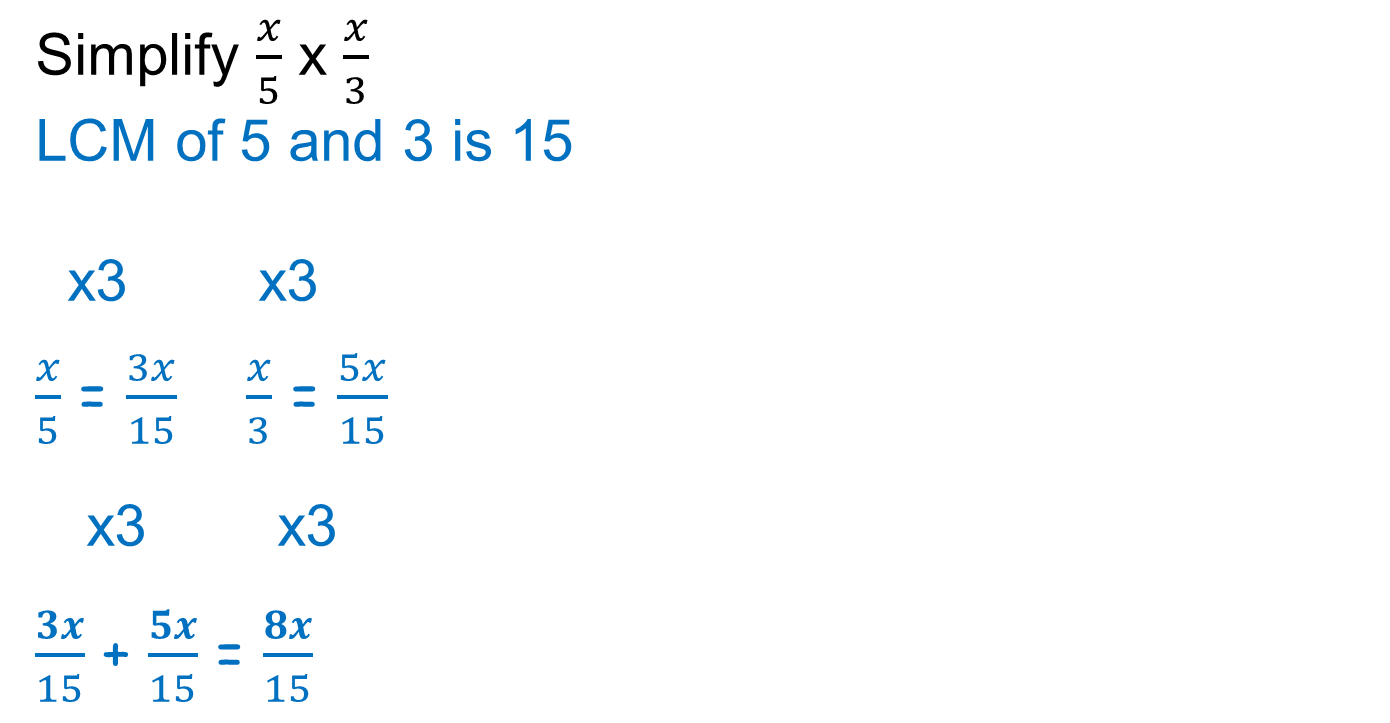 Simplify x/5 x x/3
LCM of 5 and 3 is 15
x3 x3
x/5 = 3x/15 x/3 = 5x/15
x3 x3
3x/15 + 5x/15 = 8x/15